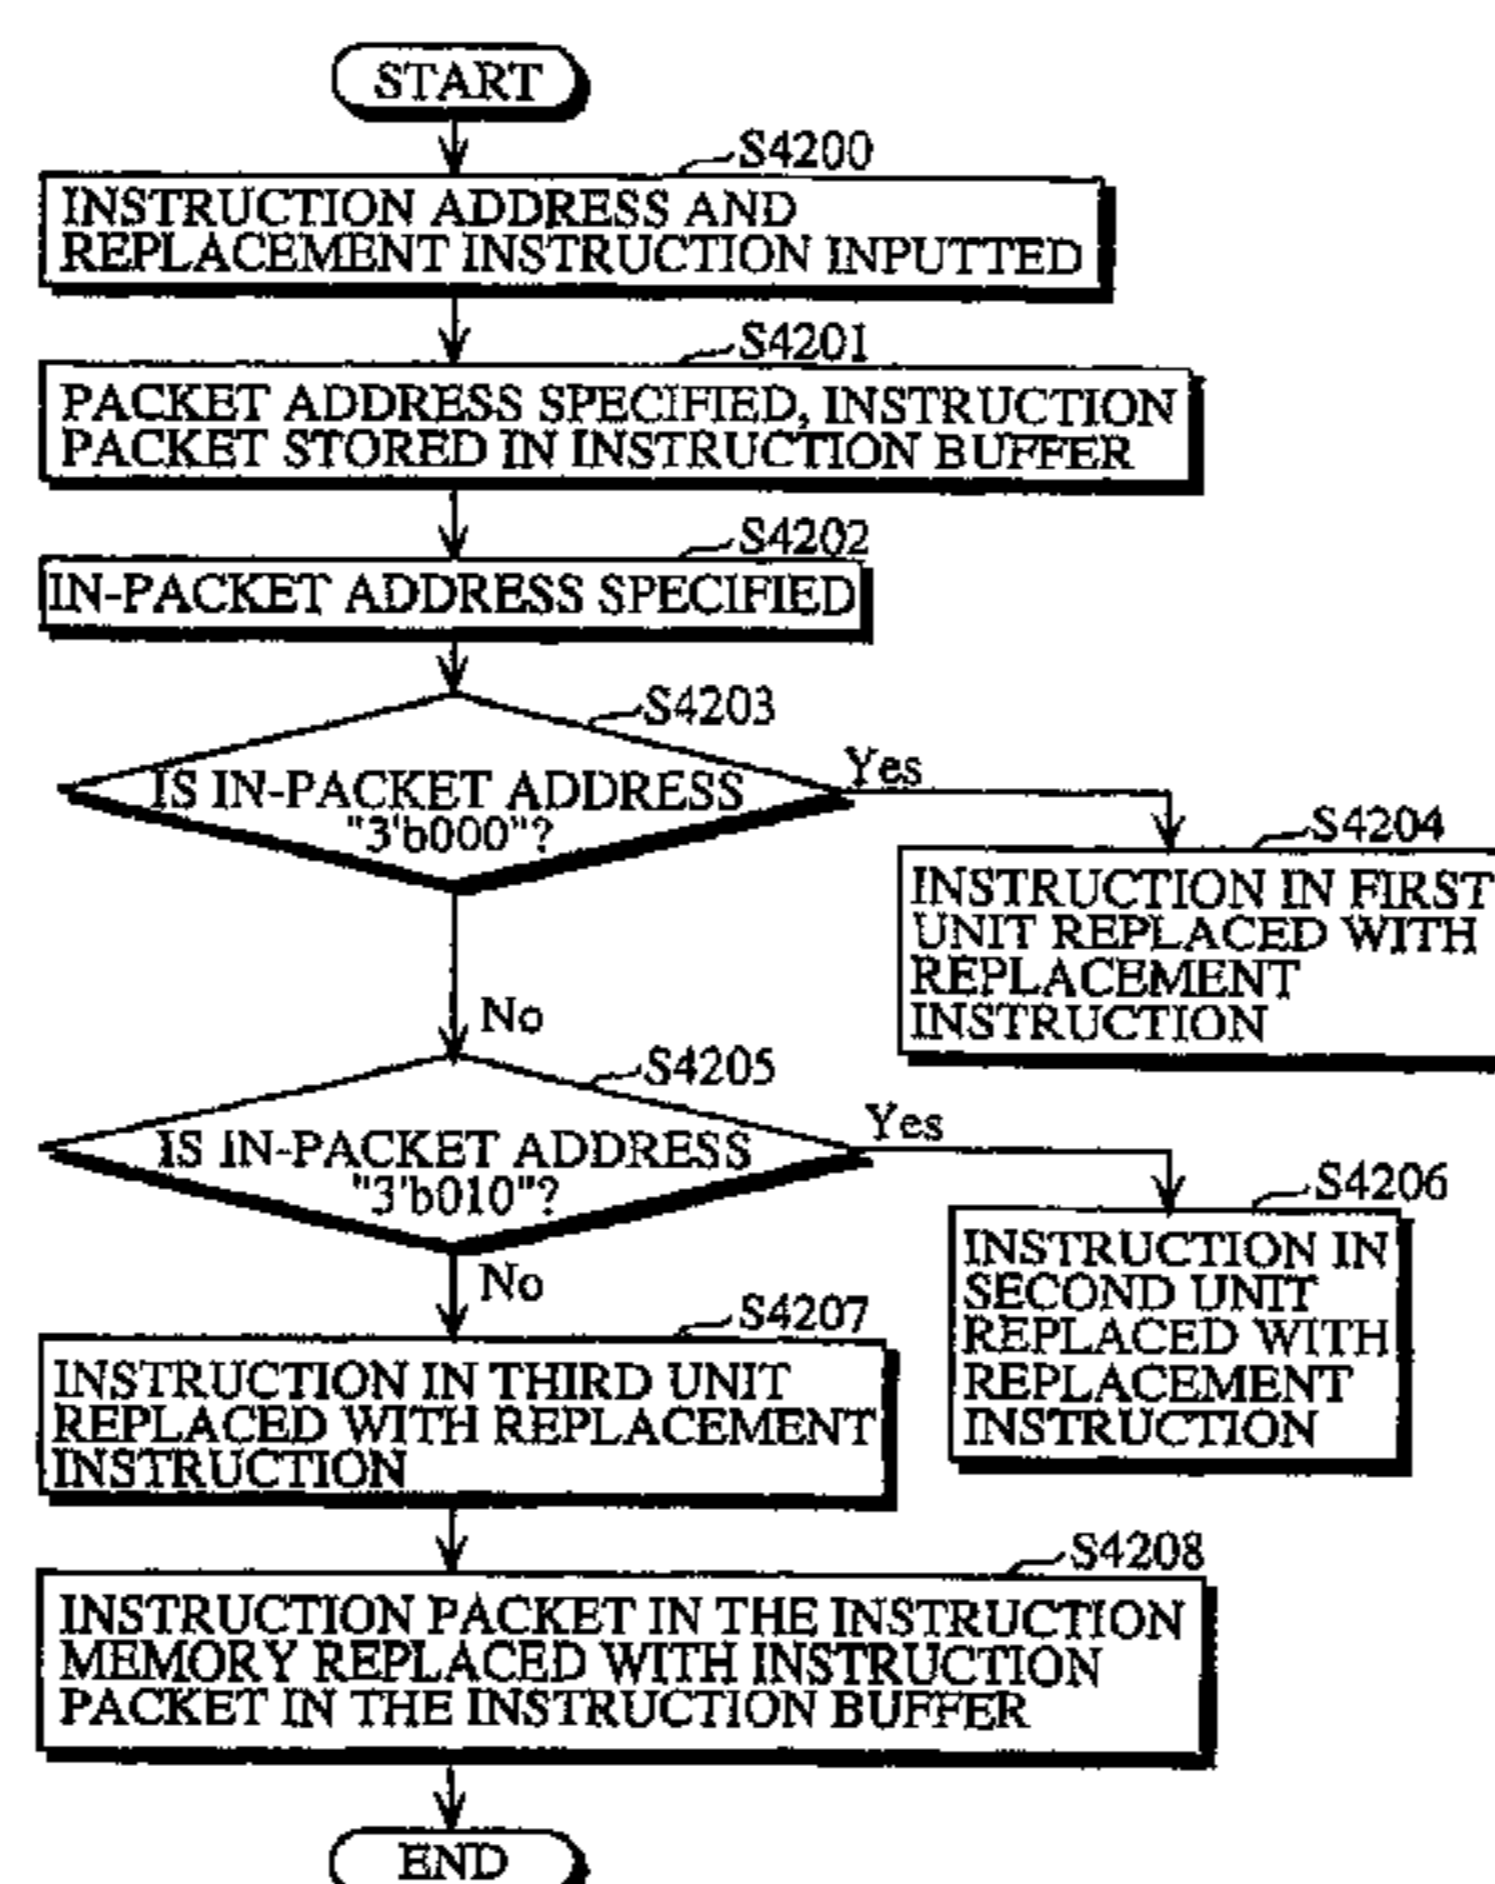 START
S4200
INSTRUCTION ADDRESS AND
REPLACEMENT INSTRUCTION INPUTTED
S4201
PACKET ADDRESS SPECIFIED, INSTRUCTION
PACKET STORED IN INSTRUCTION BUFFER
S4202
IN-PACKET ADDRESS SPECIFIED
S4203
IS IN-PACKET ADDRESS
"3'b000"?
Yes
S4204
INSTRUCTION IN FIRST
UNIT REPLACED WITH
REPLACEMENT
INSTRUCTION
No
S4205
IS IN-PACKET ADDRESS
"3'b010"?
Yes
S4206
INSTRUCTION IN
SECOND UNIT
REPLACED WITH
REPLACEMENT
INSTRUCTION
No
S4207
INSTRUCTION IN THIRD UNIT
REPLACED WITH REPLACEMENT
INSTRUCTION
S4208
INSTRUCTION PACKET IN THE INSTRUCTION
MEMORY REPLACED WITH INSTRUCTION
PACKET IN THE INSTRUCTION BUFFER
END